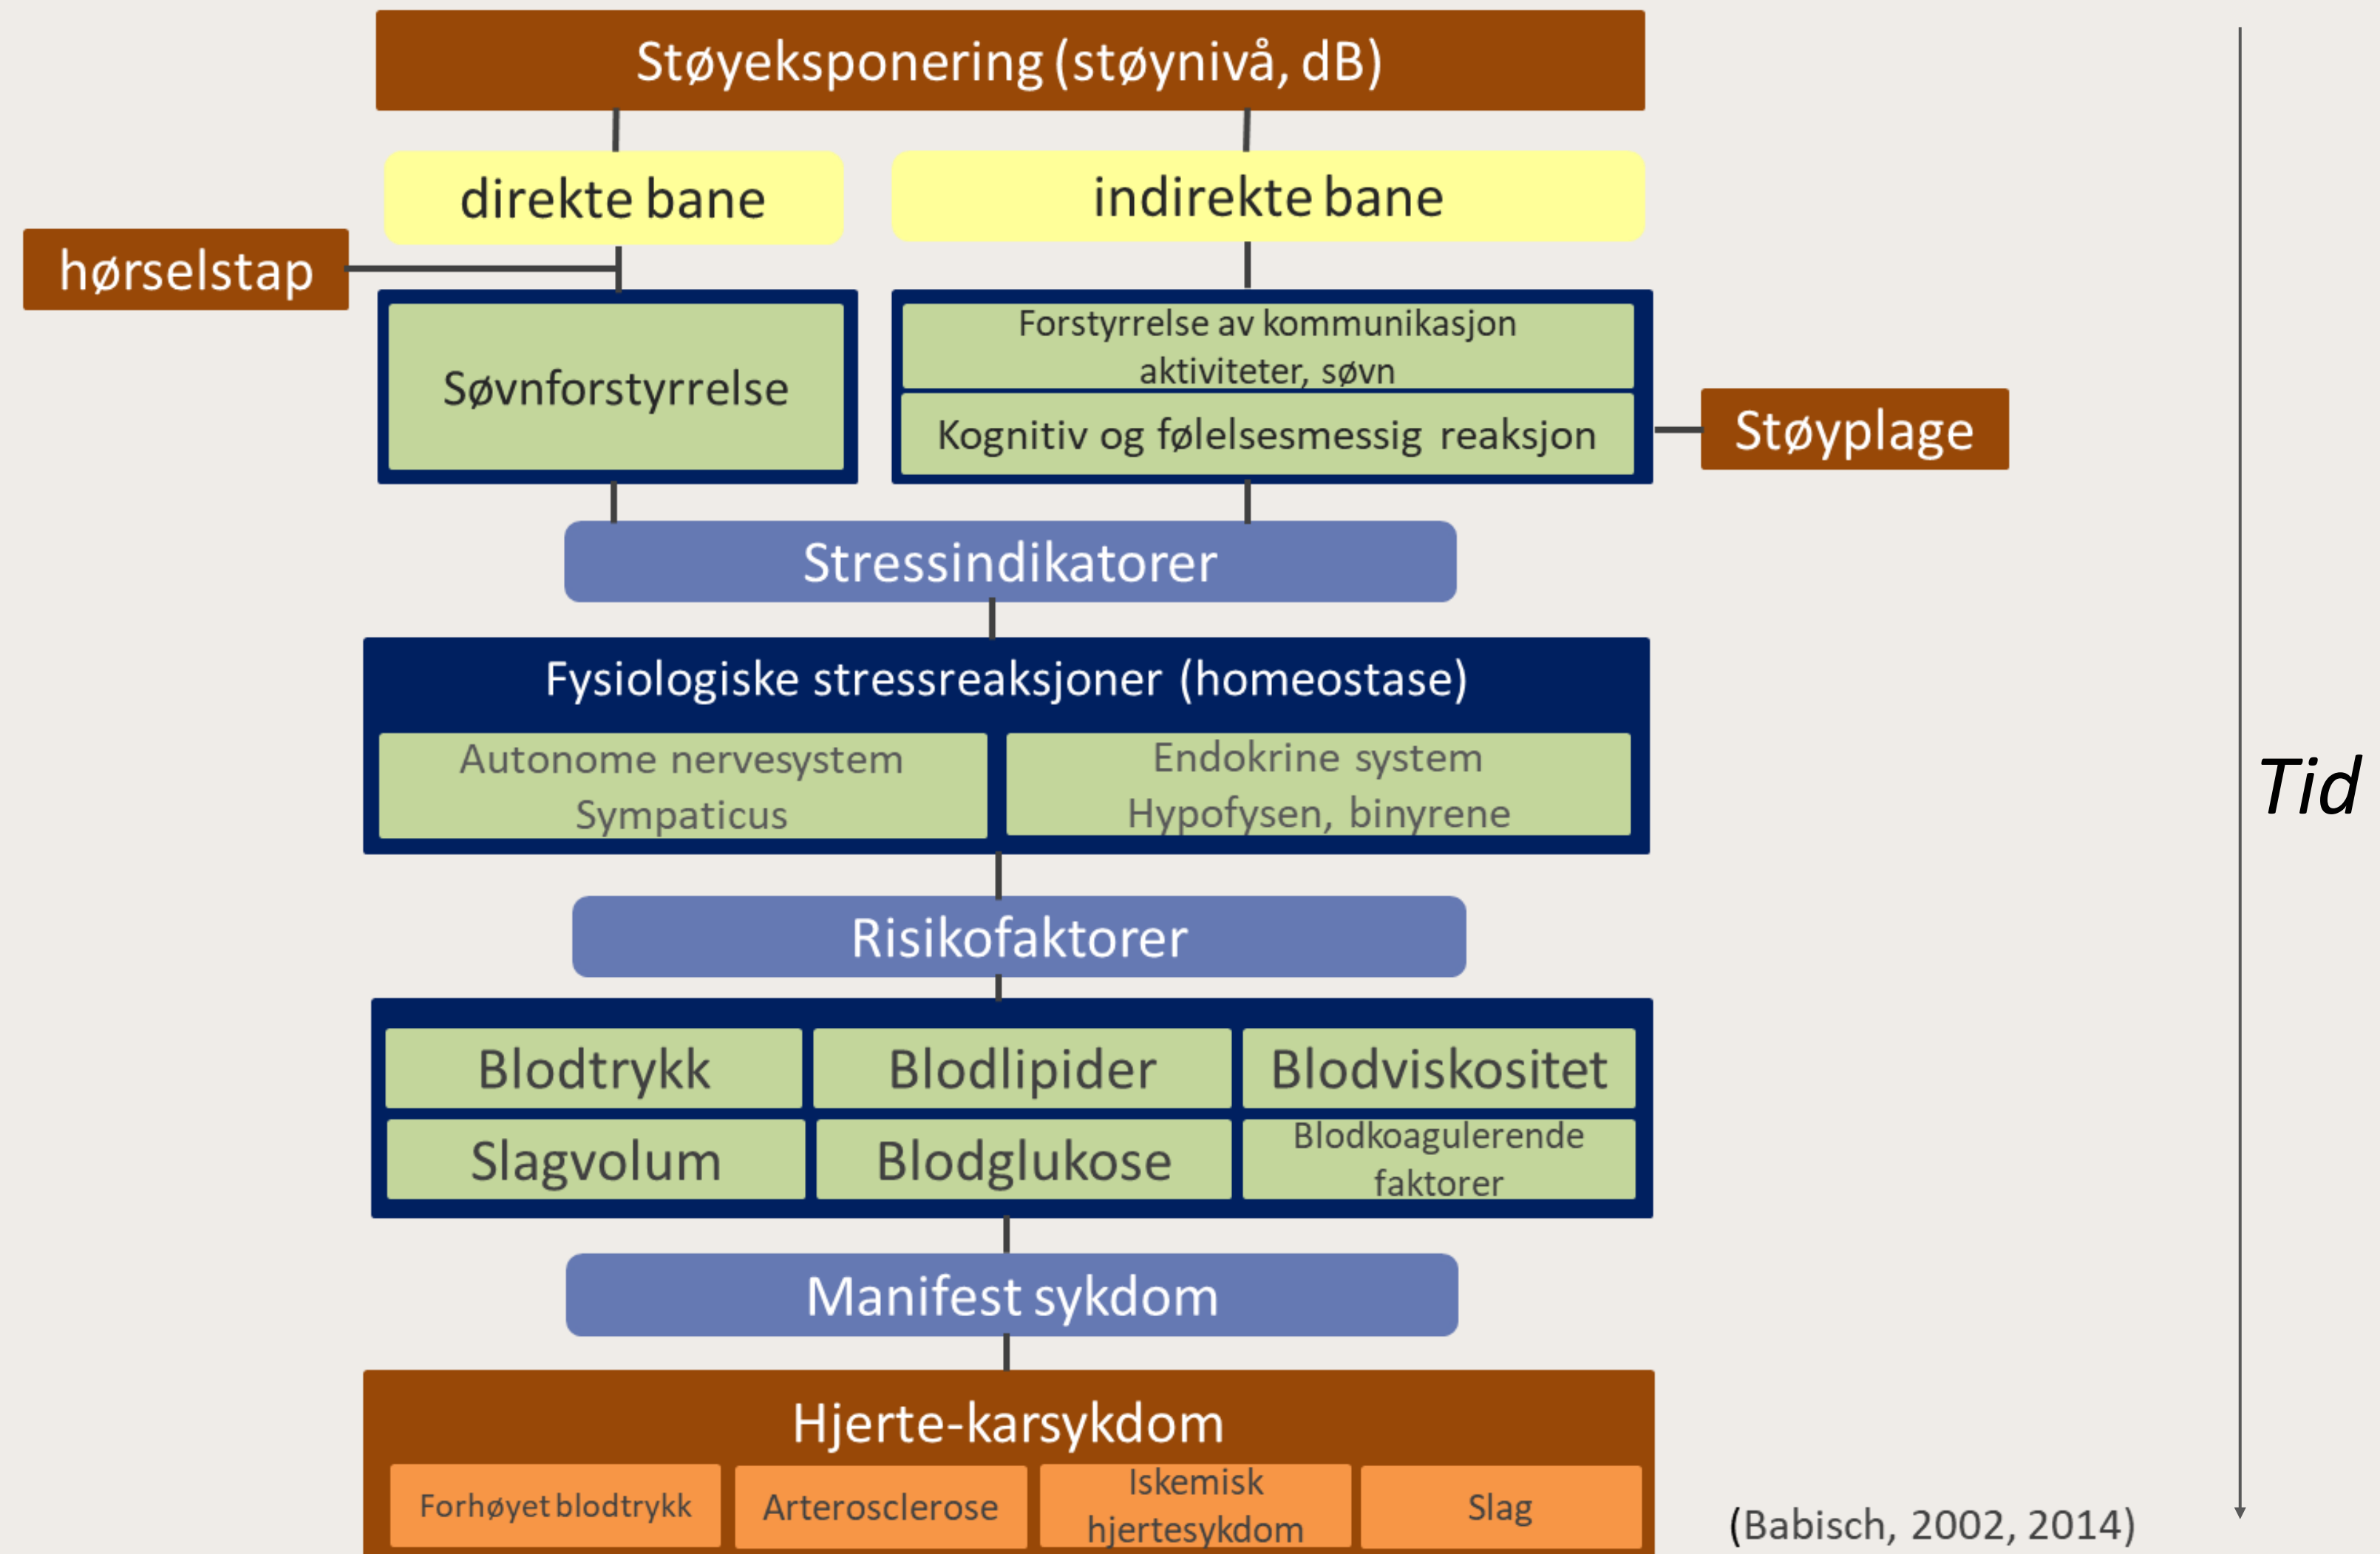 Støyeksponering (støynivå, dB)
direkte bane
indirekte bane
hørselstap
Søvnforstyrrelse
Forstyrrelse av kommunikasjon
aktiviteter, søvn
Kognitiv og følelsesmessig reaksjon
Støyplage
Stressindikatorer
Fysiologiske stressreaksjoner (homeostase)
Autonome nervesystem
Sympaticus
Endokrine system
Hypofysen, binyrene
Tid
Risikofaktorer
Blodtrykk
Blodlipider
Blodviskositet
Slagvolum
Blodglukose
Blodkoagulerende
faktorer
Manifest sykdom
Hjerte-karsykdom
Forhøyet blodtrykk
Arterosclerose
Iskemisk
hjertesykdom
Slag
(Babisch, 2002, 2014)